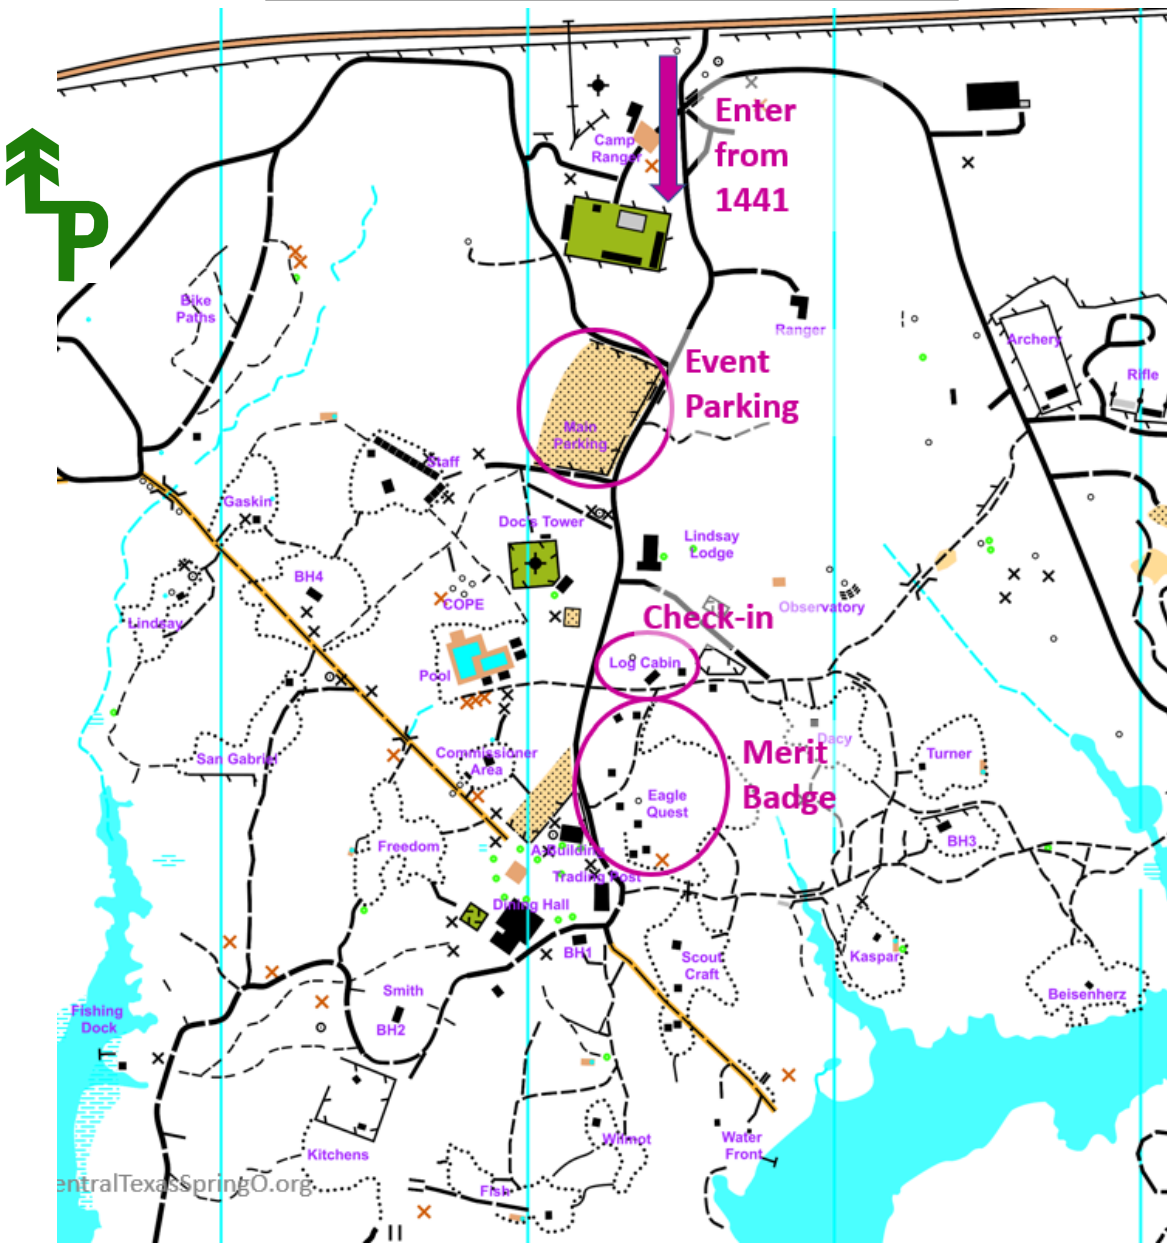 Enter
from
1441
Camp
Ranger
P
Bike
Paths
Ranger
Archery
Rifle
Event
Parking
Main
Parking
Staff
Gaskin
Doc's Tower
Lindsay
Lodge
BH4
COPE
Observatory
Check-in
Lindsay
Log Cabin
Pool
Dacy
Merit
Badge
Turner
San Gabriel
Commissioner
Area
Eagle
Quest
Freedom
A-Building
BH3
Trading Post
Dining Hall
BH1
Scout
Craft
Kaspar
Smith
BH2
Beisenherz
Fishing
Dock
Wilmot
Water
Front
Kitchens
entralTexasSpringO.org
Fish